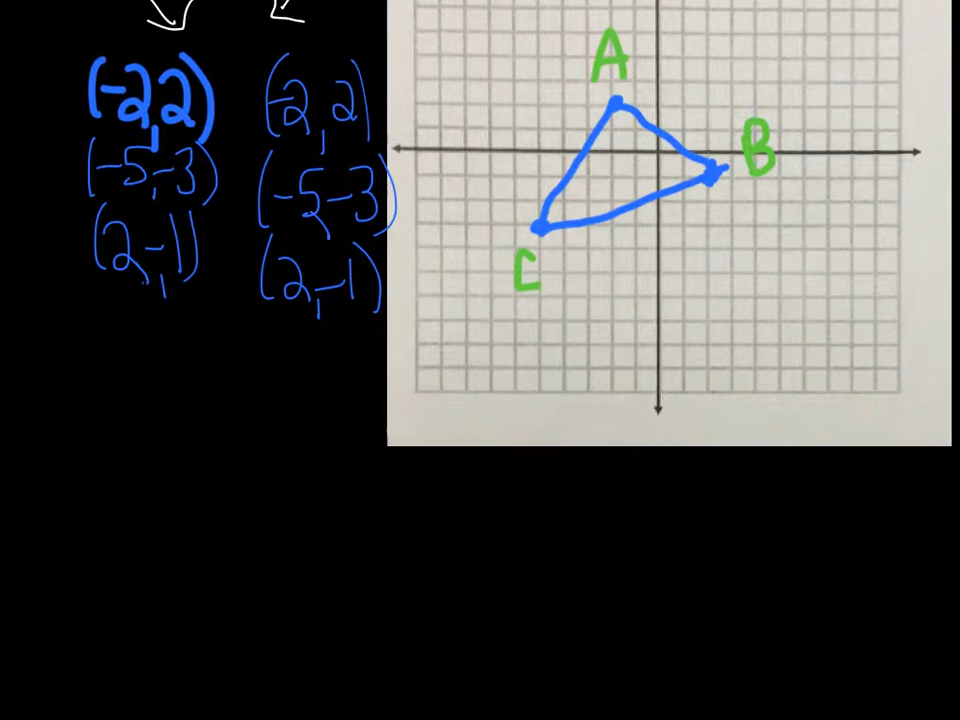 (-2,2) (-2,2)
(-5,-3) (-5,-3)
(2,-1) (2,-1)
A
B
C